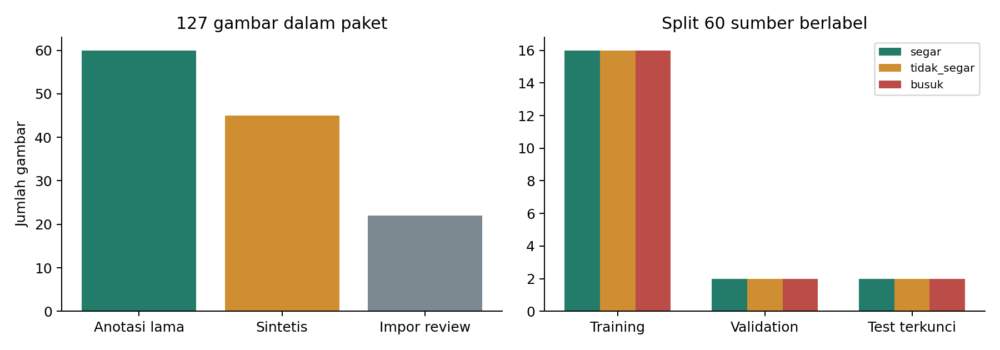 127 gambar dalam paket
Jumlah gambar
60
50
40
30
20
10
0
Anotasi lama
Sintetis
Impor review
Split 60 sumber berlabel
16
14
12
10
8
6
4
2
0
segar
tidak_segar
busuk
Training
Validation
Test terkunci